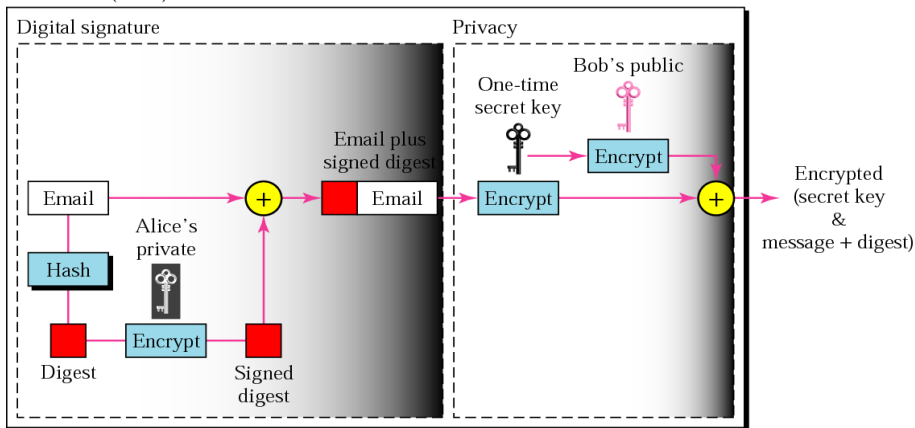 Digital signature
Privacy
Bob's public
One-time
secret key
Email plus
signed digest
Encrypt
Encrypted
(secret key
&
message + digest)
Email
+
Email
Encrypt
+
Alice's
private
Hash
Encrypt
Digest
Signed
digest